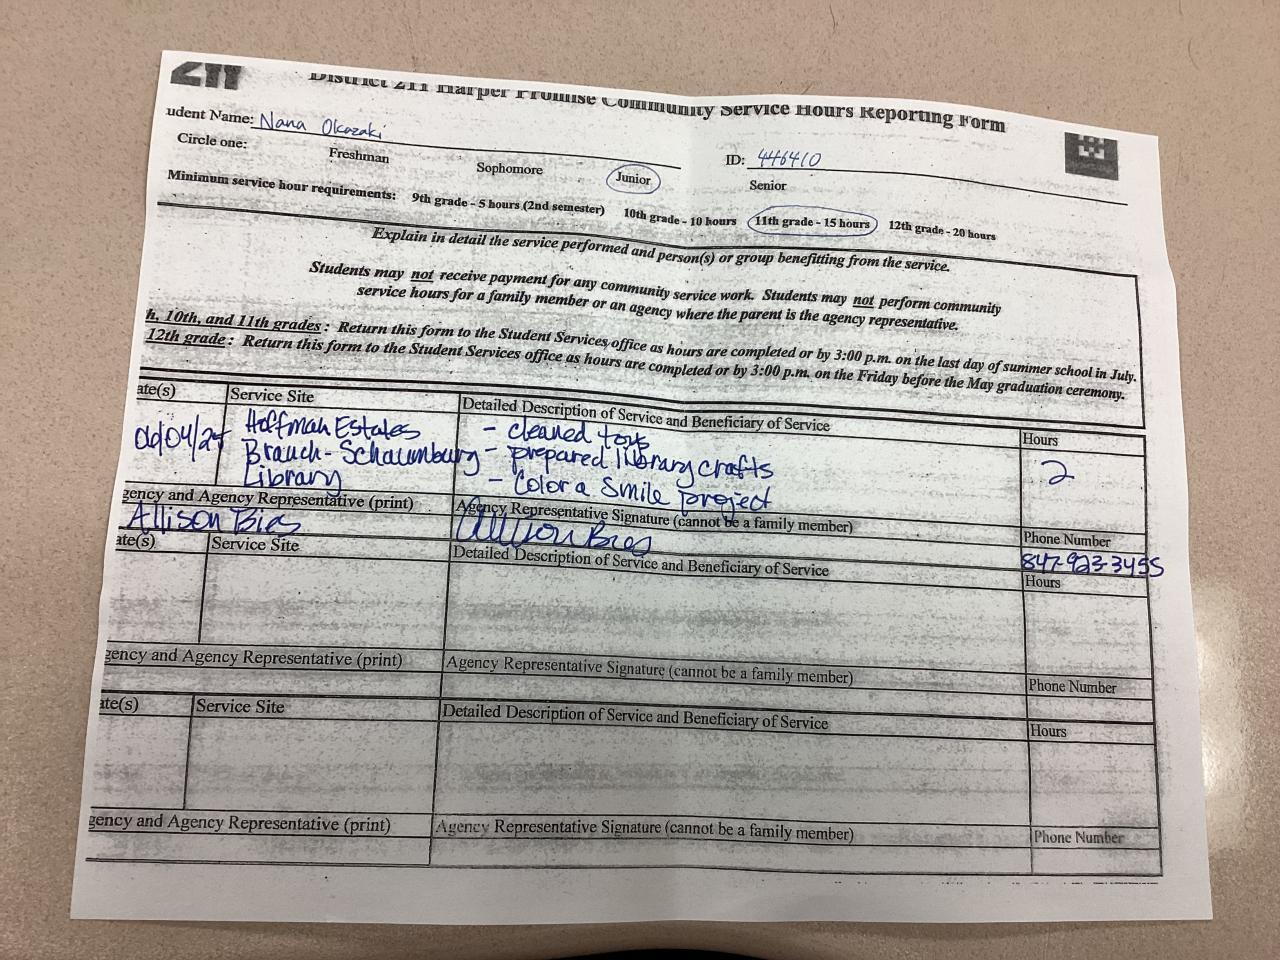 211 District 211 Harper Promise Community Service Hours Reporting Form
udent Name: Nana Okazaki ID: 446410
Circle one: Freshman Sophomore Junior Senior
Minimum service hour requirements: 9th grade - 5 hours (2nd semester) 10th grade - 10 hours 11th grade - 15 hours 12th grade - 20 hours
Explain in detail the service performed and person(s) or group benefitting from the service.
Students may not receive payment for any community service work. Students may not perform community
service hours for a family member or an agency where the parent is the agency representative.
h, 10th, and 11th grades: Return this form to the Student Services office as hours are completed or by 3:00 p.m. on the last day of summer school in July.
12th grade: Return this form to the Student Services office as hours are completed or by 3:00 p.m. on the Friday before the May graduation ceremony.
ate(s) Service Site Detailed Description of Service and Beneficiary of Service Hours
Hoffman Estates - cleaned toys 2
Branch - Schaumburg - prepared library crafts
Library - Color a Smile project
gency and Agency Representative (print) Agency Representative Signature (cannot be a family member) Phone Number
Allison Bies Allison Bies 847-923-3455
ate(s) Service Site Detailed Description of Service and Beneficiary of Service Hours
gency and Agency Representative (print) Agency Representative Signature (cannot be a family member) Phone Number
ate(s) Service Site Detailed Description of Service and Beneficiary of Service Hours
gency and Agency Representative (print) Agency Representative Signature (cannot be a family member) Phone Number